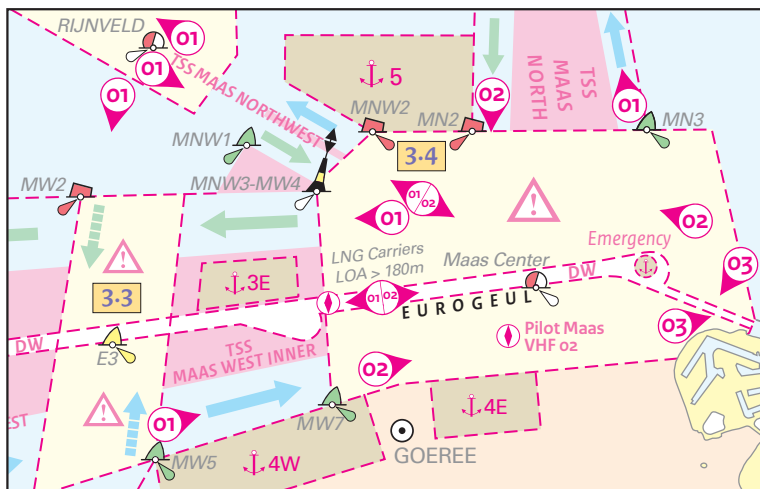 RIJNVELD
01
01
01
TSS MAAS NORTHWEST
5
02
TSS
MAAS
NORTH
01
MNW2
MN2
MN3
MNW1
3·4
MW2
MNW3-MW4
01
01/02
02
Emergency
LNG Carriers
LOA > 180m
Maas Center
DW
03
3E
3·3
01 02
EUROGEUL
DW
E3
TSS
MAAS WEST INNER
Pilot Maas
VHF 02
03
02
EST
01
MW7
4E
GOEREE
MW5
4W